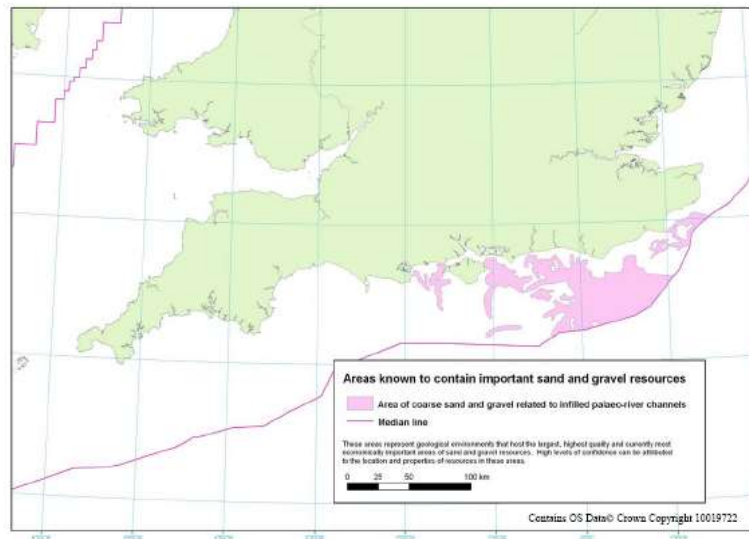 Areas known to contain important sand and gravel resources
Area of coarse sand and gravel related to infilled palaeo-river channels
Median line
These areas represent geological environments that host the largest, highest quality and currently most
economically important areas of sand and gravel resources. High levels of confidence can be attributed
to the location and properties of resources in these areas.
0 25 50 100 km
Contains OS Data© Crown Copyright 10019722